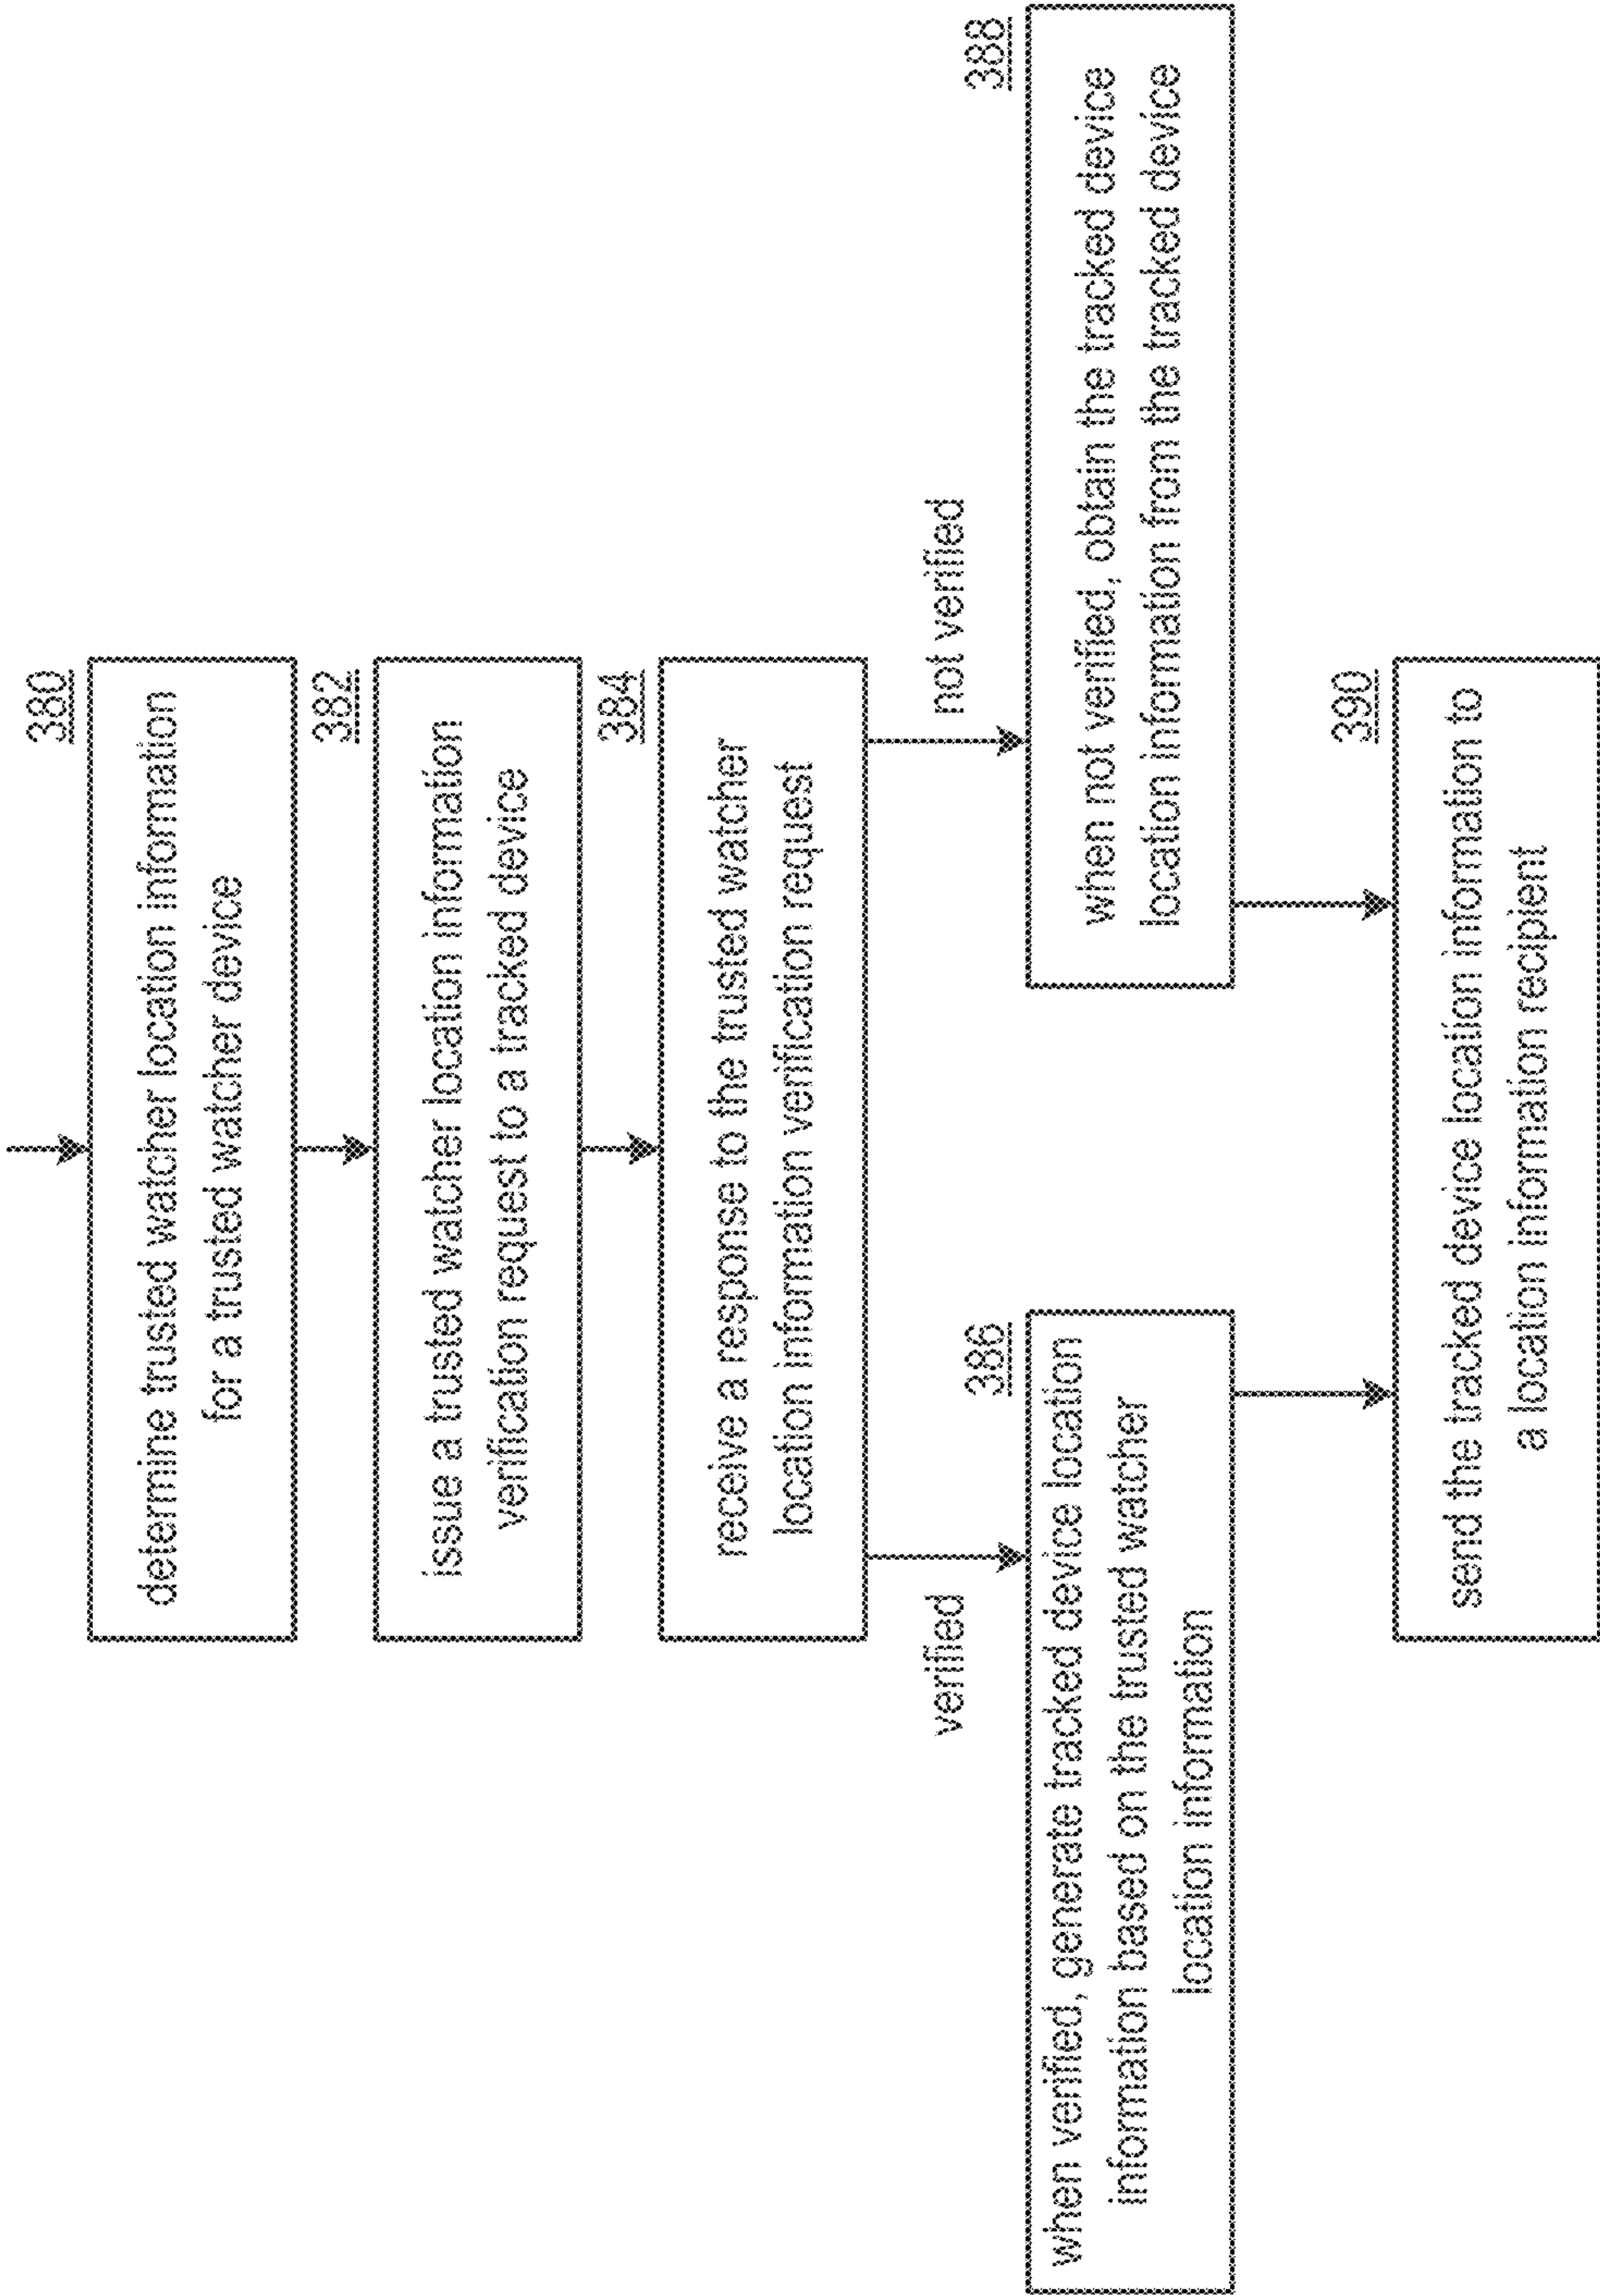 380
determine trusted watcher location information
for a trusted watcher device
382
issue a trusted watcher location information
verification request to a tracked device
384
receive a response to the trusted watcher
location information verification request
verified
not verified
386
when verified, generate tracked device location
information based on the trusted watcher
location information
388
when not verified, obtain the tracked device
location information from the tracked device
390
send the tracked device location information to
a location information recipient